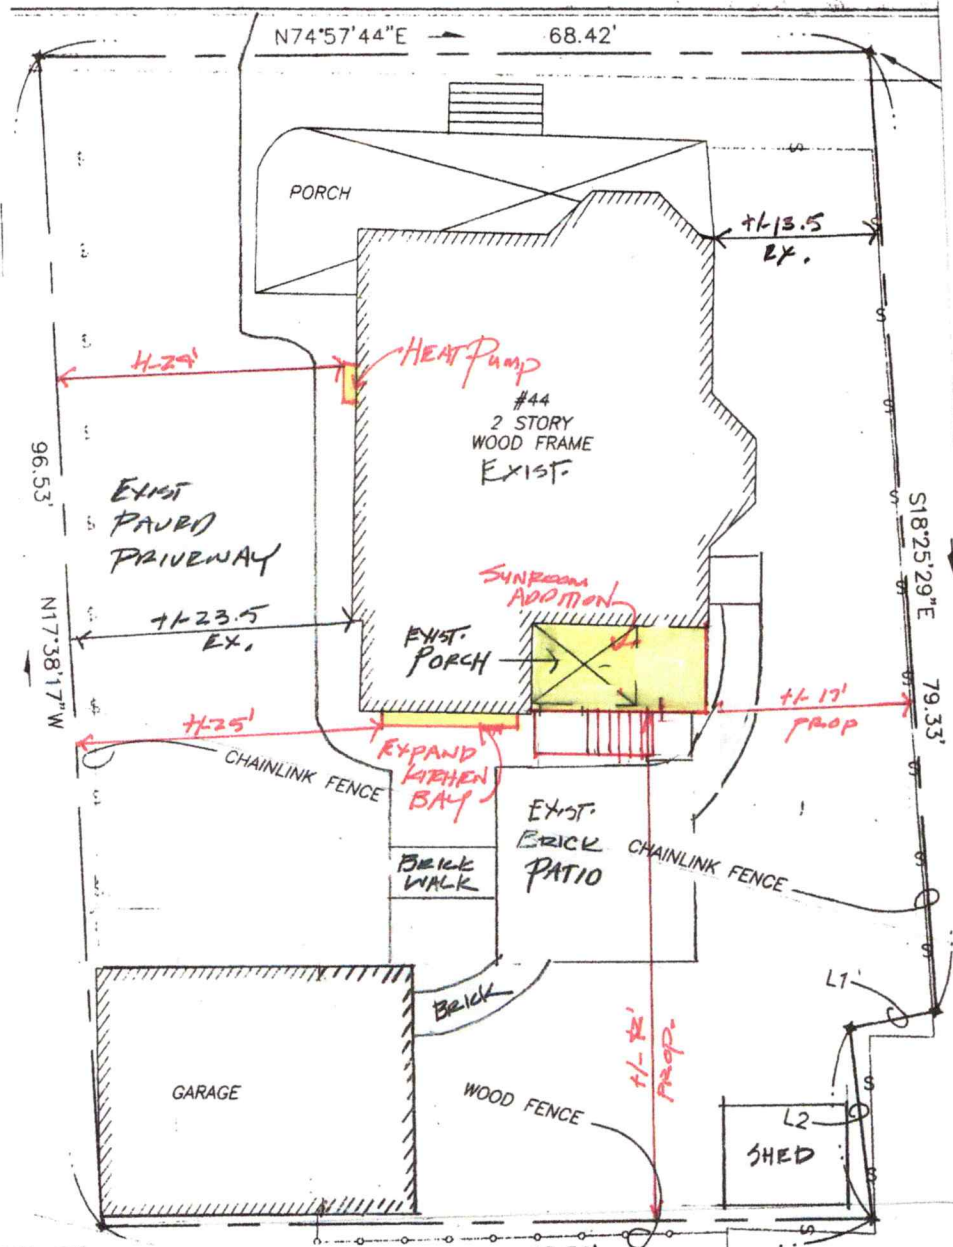 N74°57'44"E
68.42'
PORCH
+/-13.5
EX.
+/-24'
HEAT PUMP
#44
2 STORY
WOOD FRAME
EXIST.
96.53'
N17°38'17"W
EXIST
PAVED
DRIVEWAY
S18°25'29"E
79.33'
SUNROOM
ADDITION
+/-23.5
EX.
EXIST.
PORCH
+/-17'
PROP
+/-25'
CHAINLINK FENCE
EXPAND
KITCHEN
BAY
EXIST.
BRICK
PATIO
CHAINLINK FENCE
BRICK
WALK
BRICK
L1
+/-
PROP.
GARAGE
WOOD FENCE
L2
SHED